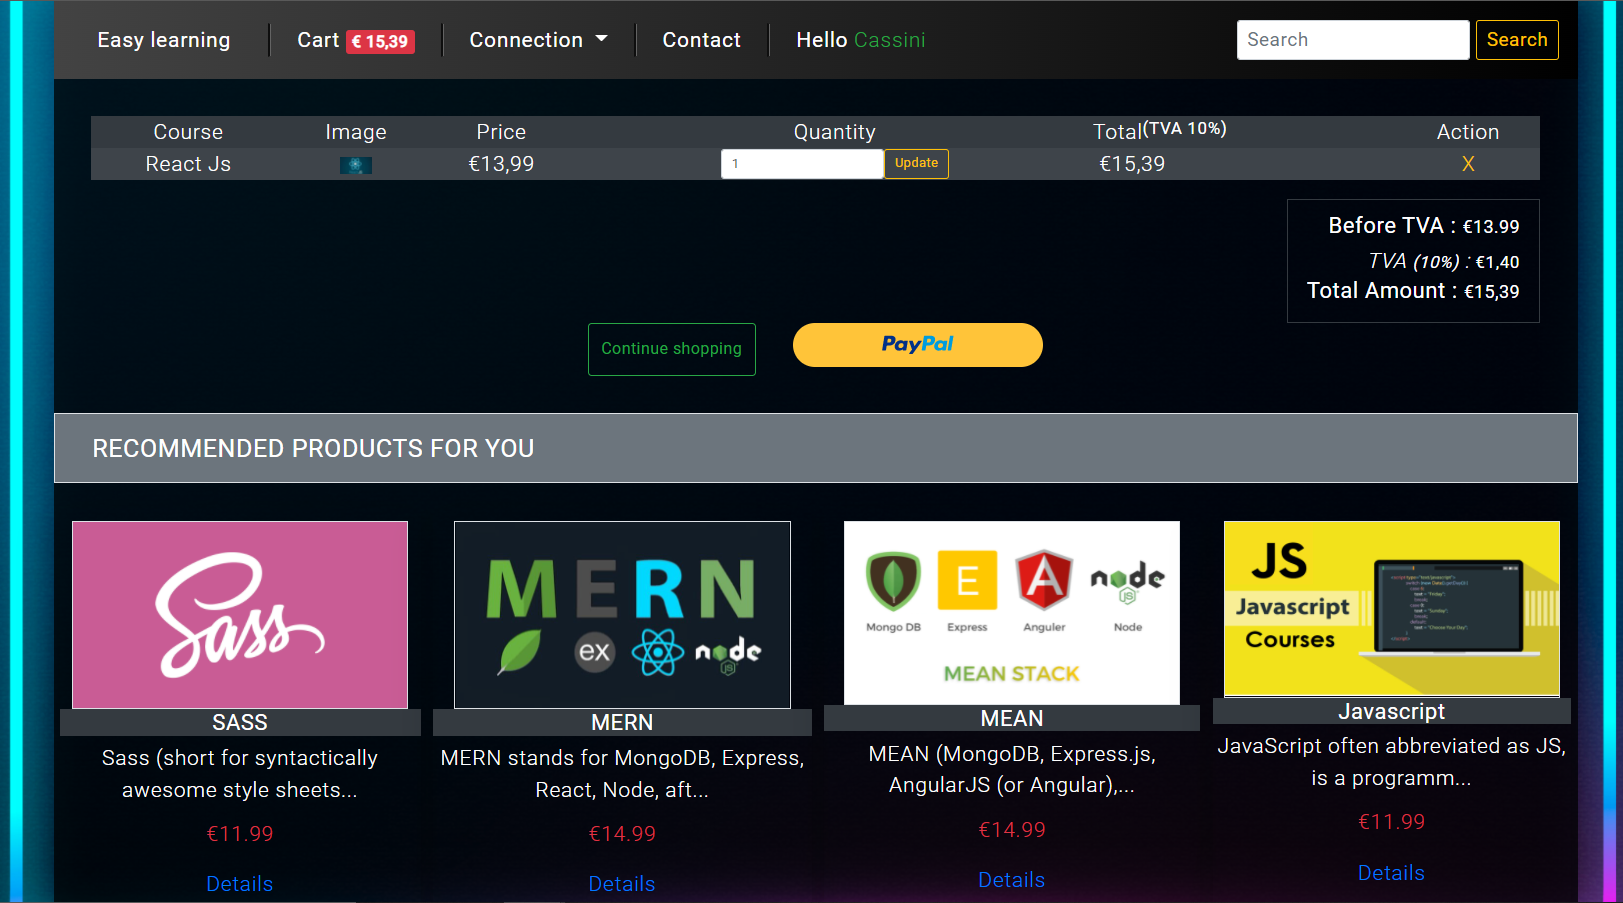 Easy learning
Cart € 15,39
Connection
Contact
Hello Cassini
Search
Search
Course Image Price Quantity Total(TVA 10%) Action
React Js €13,99 1 Update €15,39 X
Before TVA : €13.99
TVA (10%) : €1,40
Total Amount : €15,39
Continue shopping
PayPal
RECOMMENDED PRODUCTS FOR YOU
Sass
SASS
Sass (short for syntactically
awesome style sheets...
€11.99
Details
MERN
ex
node
JS
MERN
MERN stands for MongoDB, Express,
React, Node, aft...
€14.99
Details
E
A
node
JS
Mongo DB Express Anguler Node
MEAN STACK
MEAN
MEAN (MongoDB, Express.js,
AngularJS (or Angular),...
€14.99
Details
JS
Javascript
Courses
Javascript
JavaScript often abbreviated as JS,
is a programm...
€11.99
Details